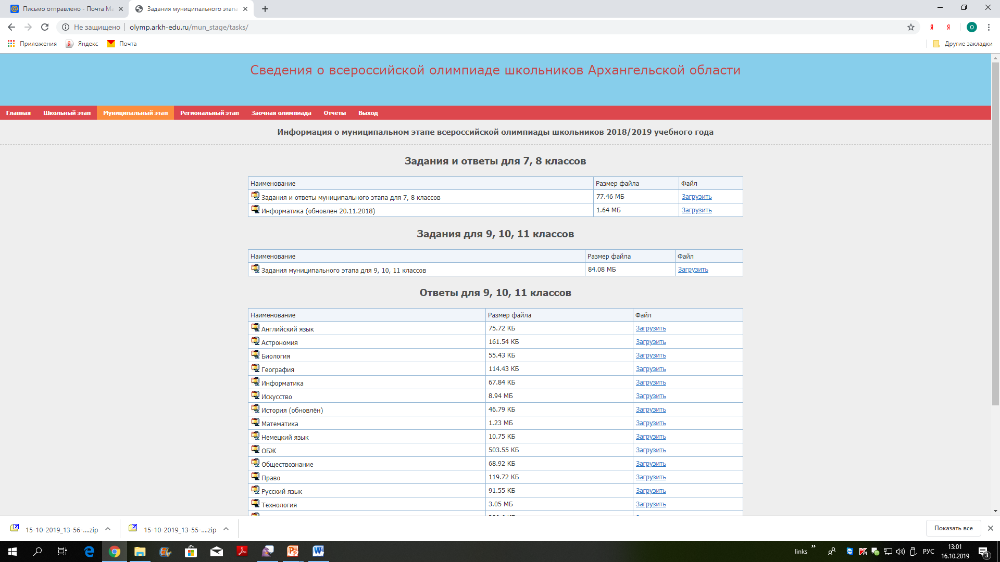 Письмо отправлено - Почта Ma
Задания муниципального этапа
Не защищено
olymp.arkh-edu.ru/mun_stage/tasks/
Я
Я
О
Приложения
Яндекс
Почта
Другие закладки
Сведения о всероссийской олимпиаде школьников Архангельской области
Главная Школьный этап Муниципальный этап Региональный этап Заочная олимпиада Отчеты Выход
Информация о муниципальном этапе всероссийской олимпиады школьников 2018/2019 учебного года
Задания и ответы для 7, 8 классов
Наименование Размер файла Файл
Задания и ответы муниципального этапа для 7, 8 классов 77.46 МБ Загрузить
Информатика (обновлен 20.11.2018) 1.64 МБ Загрузить
Задания для 9, 10, 11 классов
Наименование Размер файла Файл
Задания муниципального этапа для 9, 10, 11 классов 84.08 МБ Загрузить
Ответы для 9, 10, 11 классов
Наименование Размер файла Файл
Английский язык 75.72 КБ Загрузить
Астрономия 161.54 КБ Загрузить
Биология 55.43 КБ Загрузить
География 114.43 КБ Загрузить
Информатика 67.84 КБ Загрузить
Искусство 8.94 МБ Загрузить
История (обновлён) 46.79 КБ Загрузить
Математика 1.23 МБ Загрузить
Немецкий язык 10.75 КБ Загрузить
ОБЖ 503.55 КБ Загрузить
Обществознание 68.92 КБ Загрузить
Право 119.72 КБ Загрузить
Русский язык 91.55 КБ Загрузить
Технология 3.05 МБ Загрузить
15-10-2019_13-56-....zip
15-10-2019_13-55-....zip
Показать все
links
РУС
13:01
16.10.2019
3